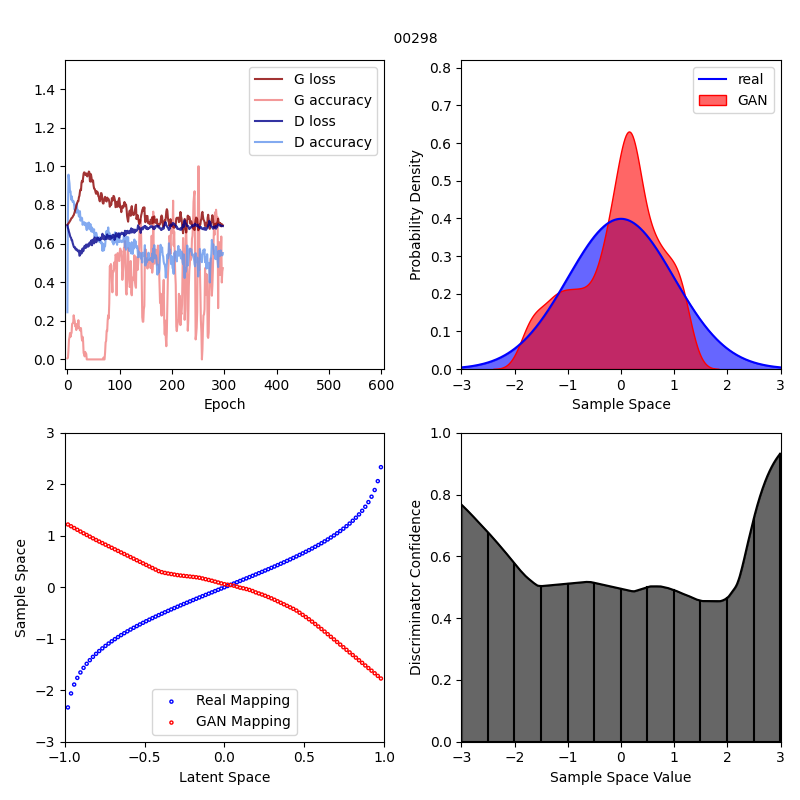 00298
G loss
G accuracy
D loss
D accuracy
1.4
1.2
1.0
0.8
0.6
0.4
0.2
0.0
0 100 200 300 400 500 600
Epoch
real
GAN
Probability Density
0.8
0.7
0.6
0.5
0.4
0.3
0.2
0.1
0.0
−3 −2 −1 0 1 2 3
Sample Space
Sample Space
3
2
1
0
−1
−2
−3
Real Mapping
GAN Mapping
−1.0 −0.5 0.0 0.5 1.0
Latent Space
Discriminator Confidence
1.0
0.8
0.6
0.4
0.2
0.0
−3 −2 −1 0 1 2 3
Sample Space Value